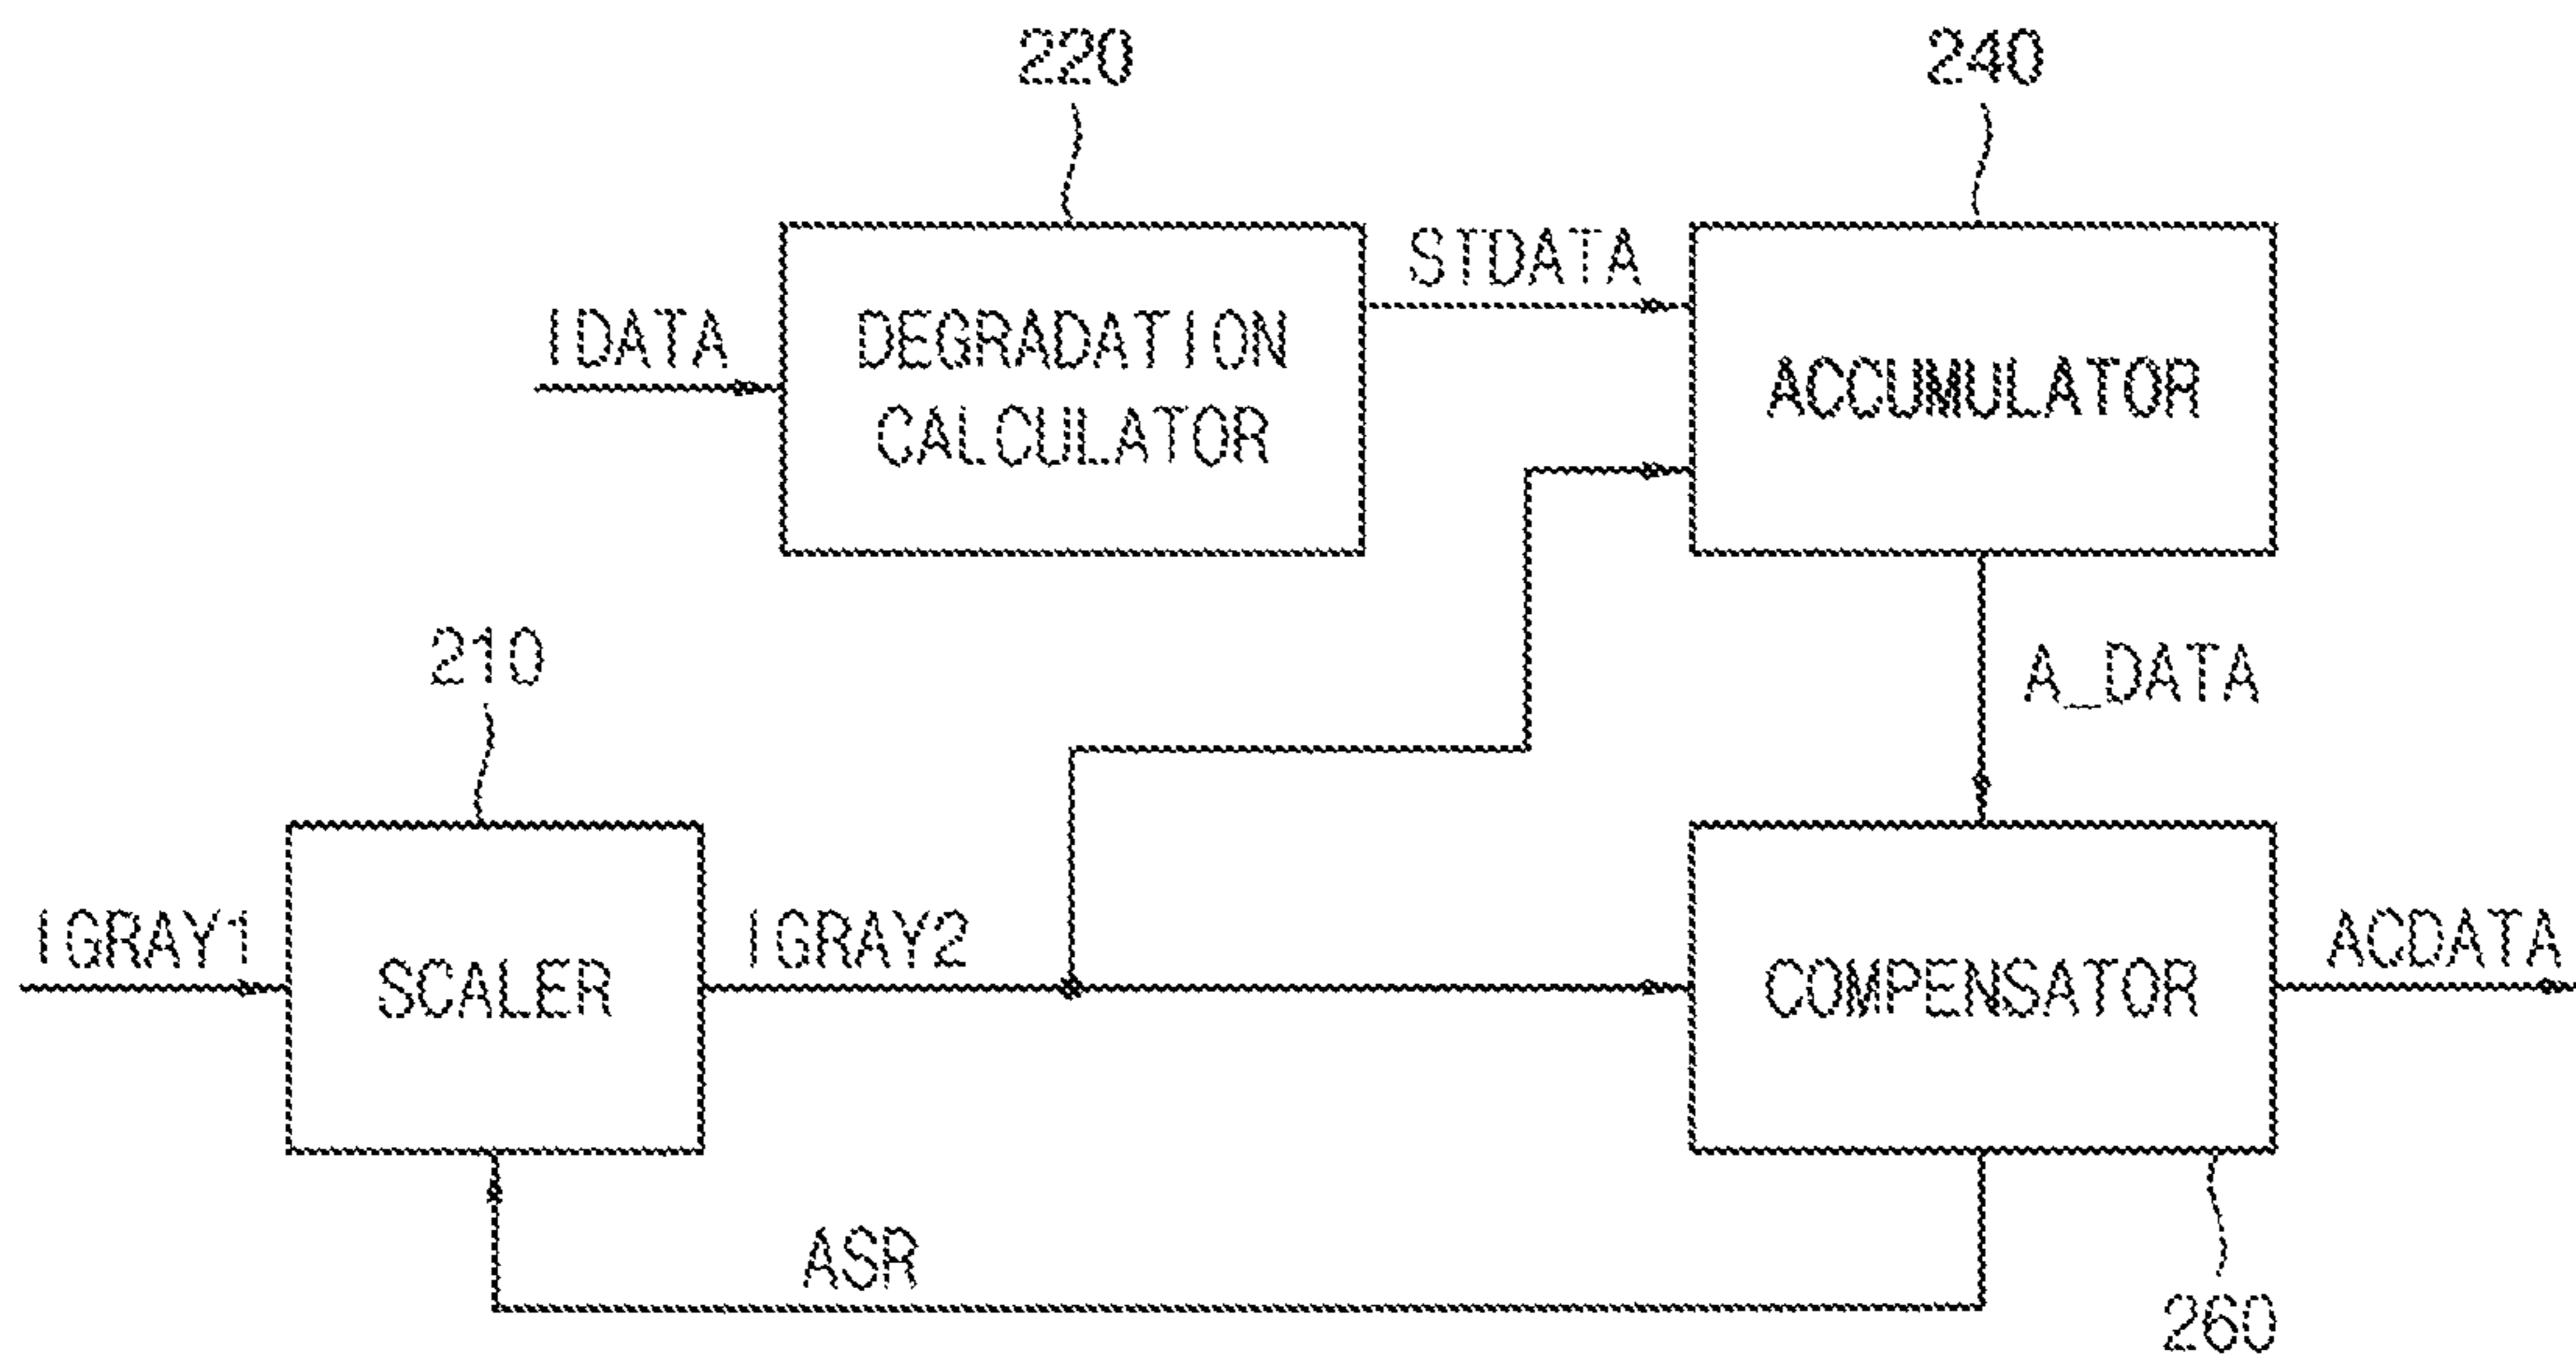 220
240
STDATA
IDATA
DEGRADATION
CALCULATOR
ACCUMULATOR
210
A_DATA
IGRAY1
SCALER
IGRAY2
COMPENSATOR
ACDATA
ASR
260